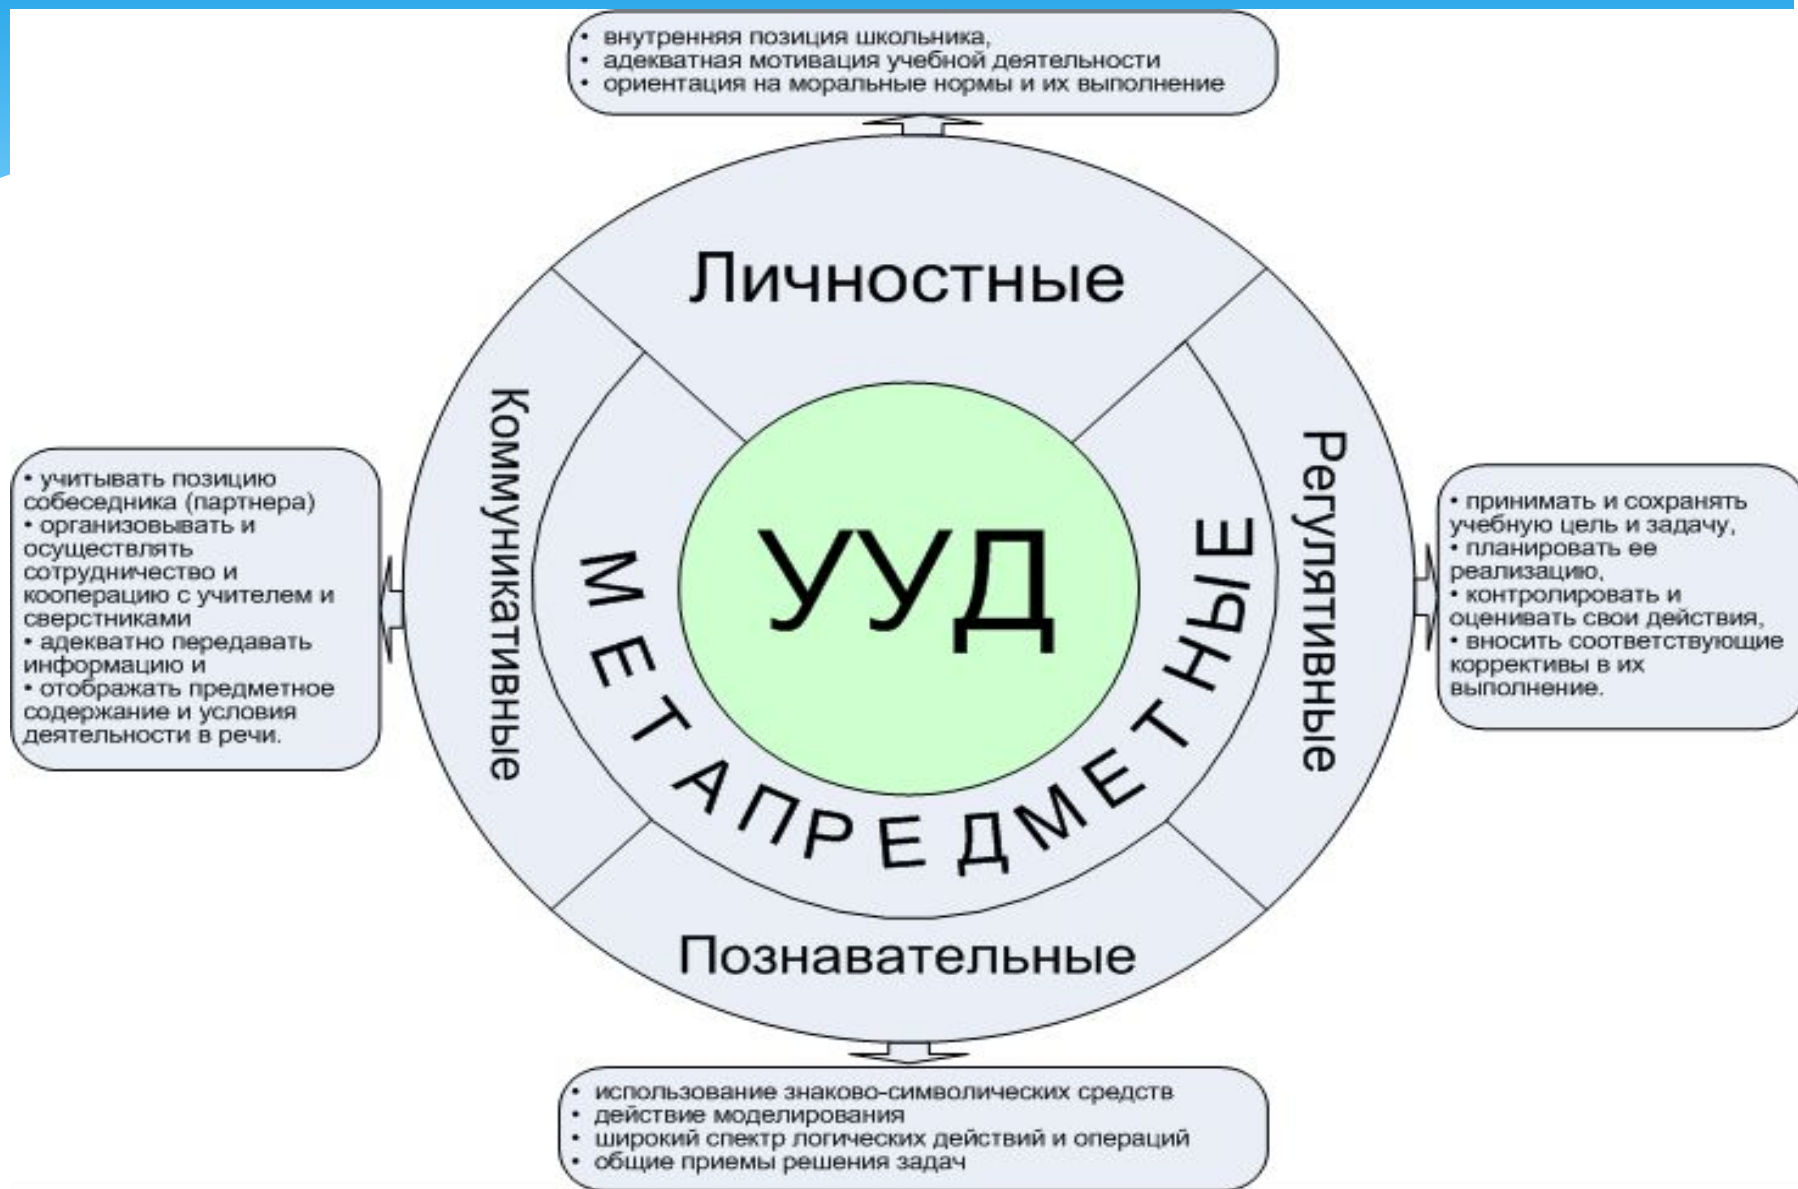 • внутренняя позиция школьника,
• адекватная мотивация учебной деятельности
• ориентация на моральные нормы и их выполнение
Личностные
Коммуникативные
• учитывать позицию
собеседника (партнера)
• организовывать и
осуществлять
сотрудничество и
кооперацию с учителем и
сверстниками
• адекватно передавать
информацию и
• отображать предметное
содержание и условия
деятельности в речи.
УУД
МЕТАПРЕДМЕТНЫЕ
Регулятивные
• принимать и сохранять
учебную цель и задачу,
• планировать ее
реализацию,
• контролировать и
оценивать свои действия,
• вносить соответствующие
коррективы в их
выполнение.
Познавательные
• использование знаково-символических средств
• действие моделирования
• широкий спектр логических действий и операций
• общие приемы решения задач